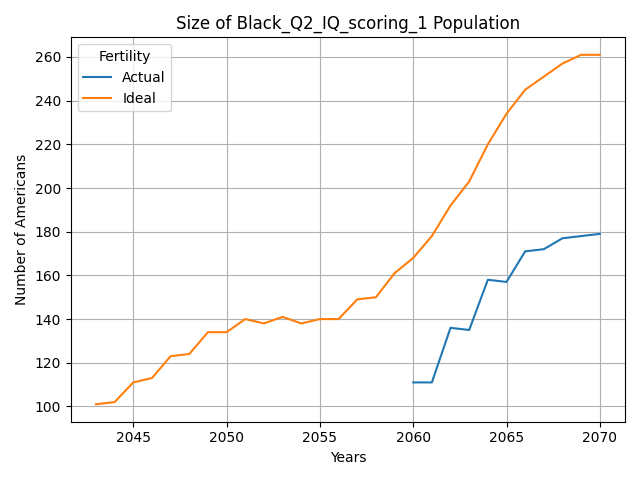 Size of Black_Q2_IQ_scoring_1 Population
Fertility
Actual
Ideal
260
240
220
200
180
160
140
120
100
Number of Americans
2045 2050 2055 2060 2065 2070
Years